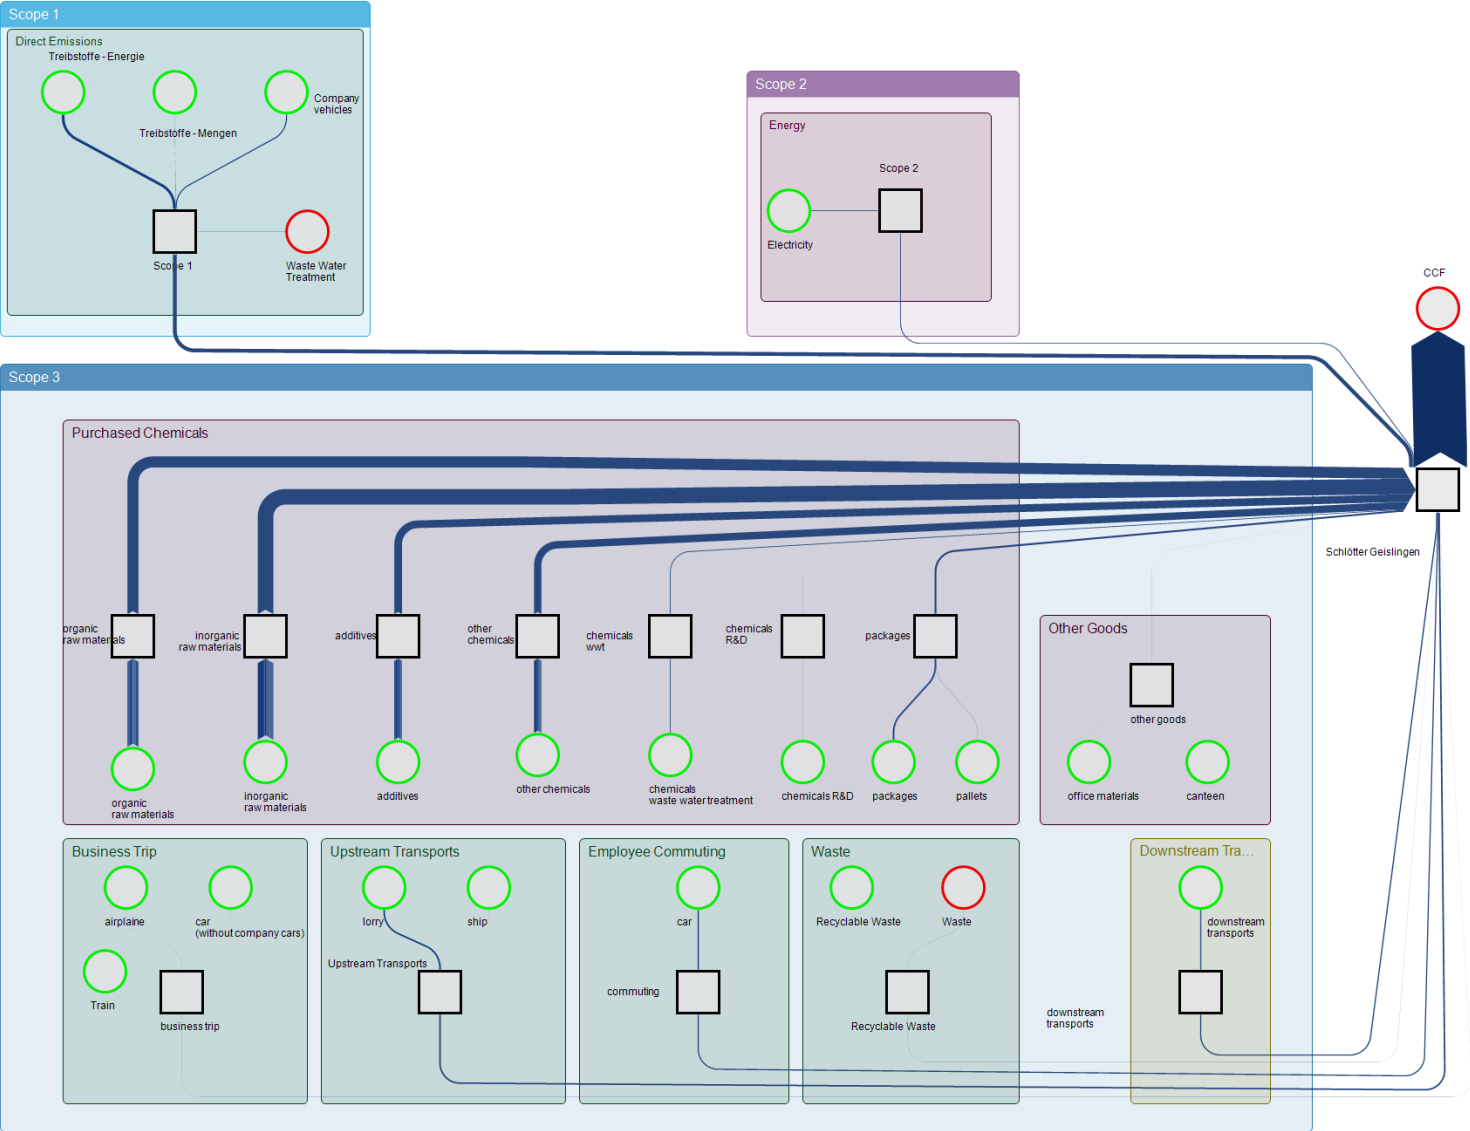 Scope 1
Direct Emissions
Treibstoffe - Energie
Company
vehicles
Treibstoffe - Mengen
Scope 1
Waste Water
Treatment
Scope 2
Energy
Scope 2
Electricity
CCF
Scope 3
Purchased Chemicals
Schlötter Geislingen
organic
raw materials
inorganic
raw materials
additives
other
chemicals
chemicals
wwt
chemicals
R&D
packages
organic
raw materials
inorganic
raw materials
additives
other chemicals
chemicals
waste water treatment
chemicals R&D
packages
pallets
Other Goods
other goods
office materials
canteen
Business Trip
airplaine
car
(without company cars)
Train
business trip
Upstream Transports
lorry
ship
Upstream Transports
Employee Commuting
car
commuting
Waste
Recyclable Waste
Waste
Recyclable Waste
downstream
transports
Downstream Tra...
downstream
transports